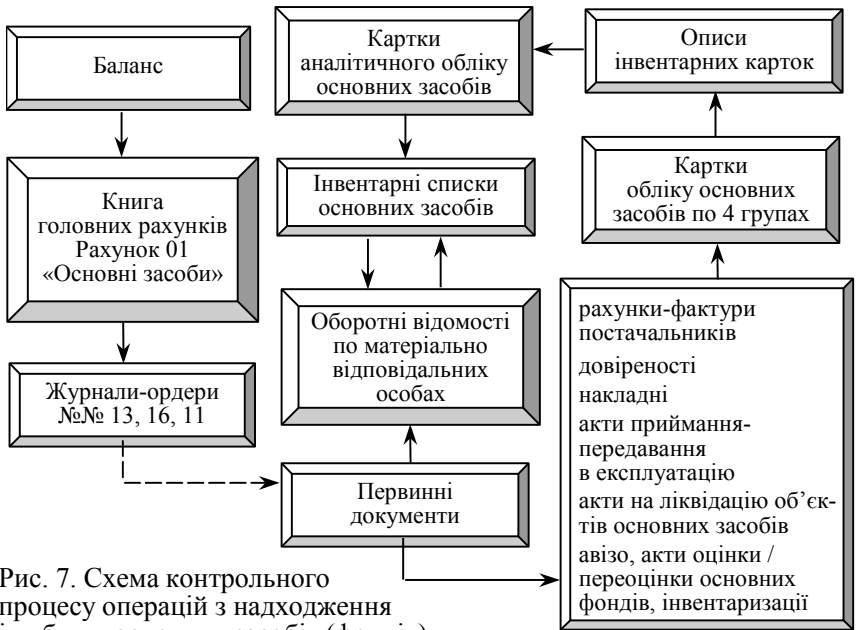 Баланс
Картки
аналітичного обліку
основних засобів
Описи
інвентарних карток
Книга
головних рахунків
Рахунок 01
«Основні засоби»
Інвентарні списки
основних засобів
Картки
обліку основних
засобів по 4 групах
Журнали-ордери
№№ 13, 16, 11
Оборотні відомості
по матеріально
відповідальних
особах
Первинні
документи
рахунки-фактури
постачальників
довіреності
накладні
акти приймання-
передавання
в експлуатацію
акти на ліквідацію об’єк-
тів основних засобів
авізо, акти оцінки /
переоцінки основних
фондів, інвентаризації
Рис. 7. Схема контрольного
процесу операцій з надходження